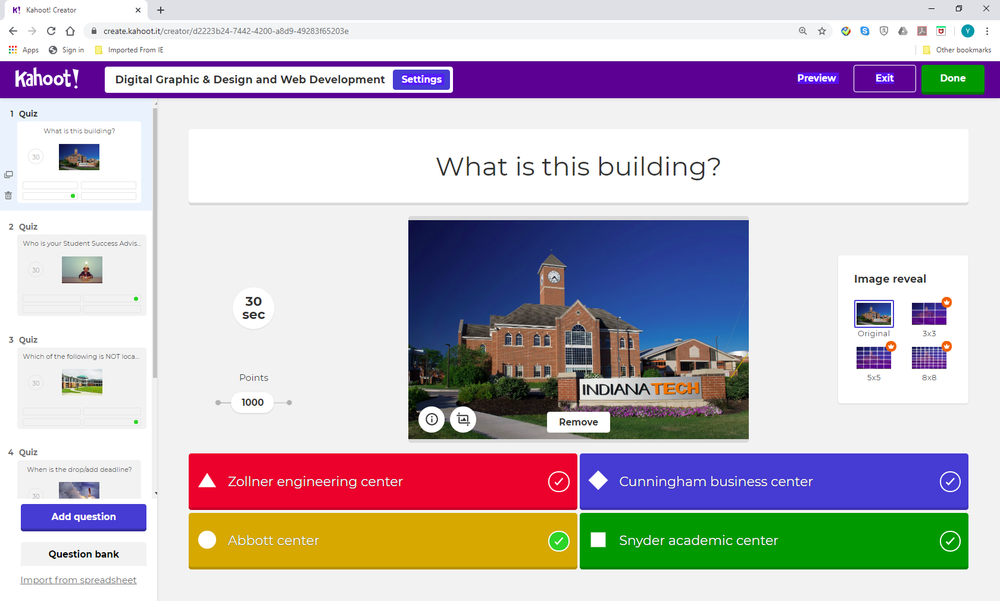 Kahoot! Creator
create.kahoot.it/creator/d2223b24-7442-4200-a8d9-49283f65203e
Y
Apps
Sign in
Imported From IE
Other bookmarks
Kahoot!
Digital Graphic & Design and Web Development
Settings
Preview
Exit
Done
1 Quiz
What is this building?
30
2 Quiz
Who is your Student Success Advis...
30
3 Quiz
Which of the following is NOT loca...
30
4 Quiz
When is the drop/add deadline?
30
Add question
Question bank
Import from spreadsheet
What is this building?
30
sec
Points
1000
INDIANA TECH
Remove
Image reveal
Original
3x3
5x5
8x8
Zollner engineering center
Cunningham business center
Abbott center
Snyder academic center